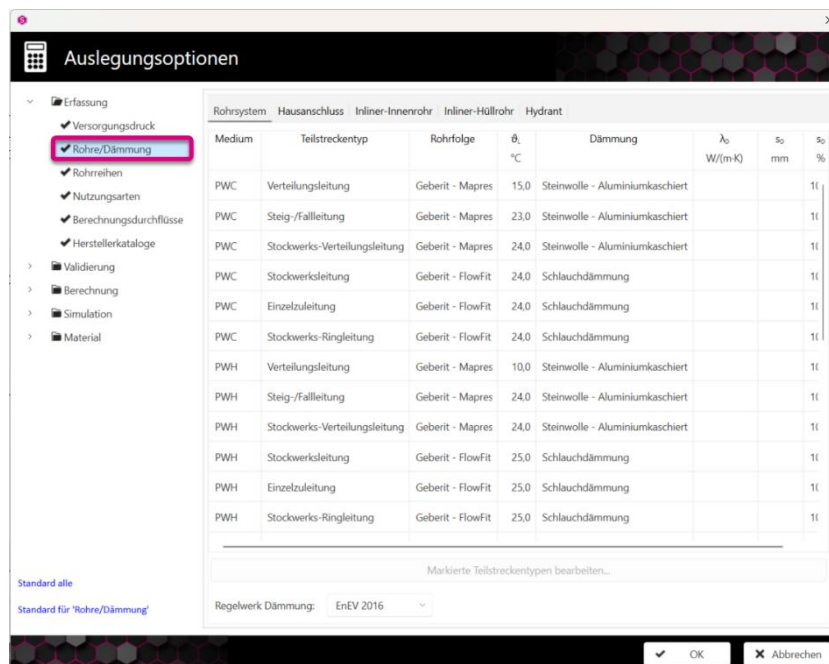 Auslegungsoptionen
Erfassung
Versorgungsdruck
Rohre/Dämmung
Rohrreihen
Nutzungsarten
Berechnungsdurchflüsse
Herstellerkataloge
Validierung
Berechnung
Simulation
Material
Standard alle
Standard für 'Rohre/Dämmung'
Rohrsystem Hausanschluss Inliner-Innenrohr Inliner-Hüllrohr Hydrant
Medium Teilstreckentyp Rohrfolge ϑL Dämmung λD sD sD
°C W/(m·K) mm %
PWC Verteilungsleitung Geberit - Mapres 15,0 Steinwolle - Aluminiumkaschiert
PWC Steig-/Fallleitung Geberit - Mapres 23,0 Steinwolle - Aluminiumkaschiert
PWC Stockwerks-Verteilungsleitung Geberit - Mapres 24,0 Steinwolle - Aluminiumkaschiert
PWC Stockwerksleitung Geberit - FlowFit 24,0 Schlauchdämmung
PWC Einzelzuleitung Geberit - FlowFit 24,0 Schlauchdämmung
PWC Stockwerks-Ringleitung Geberit - FlowFit 24,0 Schlauchdämmung
PWH Verteilungsleitung Geberit - Mapres 10,0 Steinwolle - Aluminiumkaschiert
PWH Steig-/Fallleitung Geberit - Mapres 24,0 Steinwolle - Aluminiumkaschiert
PWH Stockwerks-Verteilungsleitung Geberit - Mapres 24,0 Steinwolle - Aluminiumkaschiert
PWH Stockwerksleitung Geberit - FlowFit 25,0 Schlauchdämmung
PWH Einzelzuleitung Geberit - FlowFit 25,0 Schlauchdämmung
PWH Stockwerks-Ringleitung Geberit - FlowFit 25,0 Schlauchdämmung
Markierte Teilstreckentypen bearbeiten...
Regelwerk Dämmung: EnEV 2016
OK Abbrechen